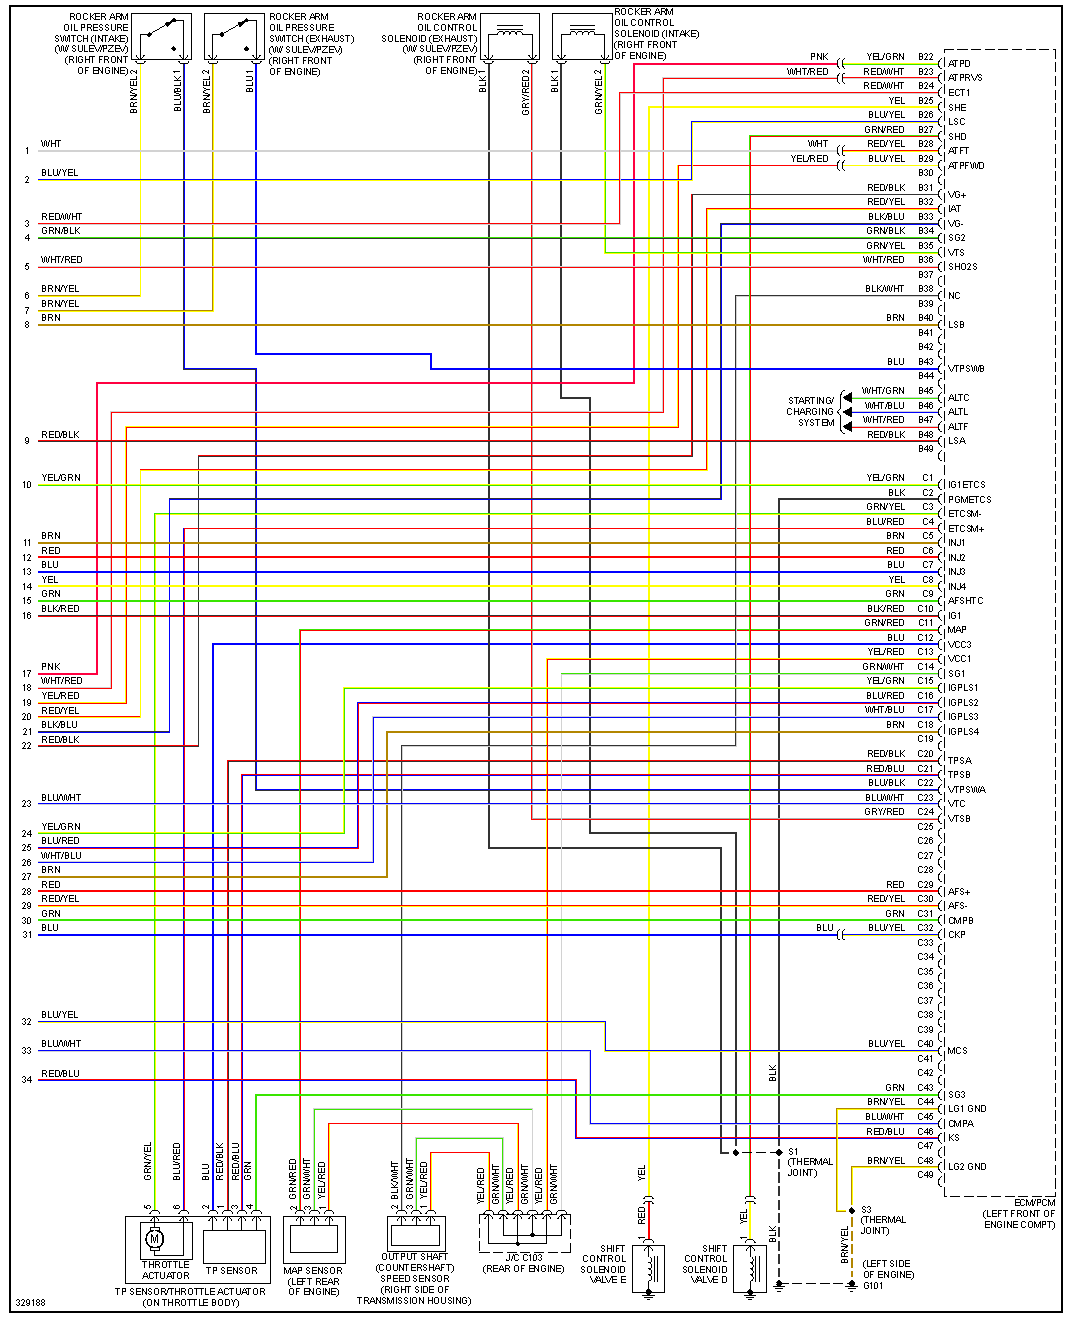 ROCKER ARM
OIL PRESSURE
SWITCH (INTAKE)
(W/ SULEV/PZEV)
(RIGHT FRONT
OF ENGINE)
ROCKER ARM
OIL PRESSURE
SWITCH (EXHAUST)
(W/ SULEV/PZEV)
(RIGHT FRONT
OF ENGINE)
ROCKER ARM
OIL CONTROL
SOLENOID (EXHAUST)
(W/ SULEV/PZEV)
(RIGHT FRONT
OF ENGINE)
ROCKER ARM
OIL CONTROL
SOLENOID (INTAKE)
(RIGHT FRONT
OF ENGINE)
BRN/YEL 2
BLU/BLK 1
BRN/YEL 2
BLU 1
BLK 1
GRY/RED 2
BLK 1
GRN/YEL 2
PNK YEL/GRN B22 ATPD
WHT/RED RED/WHT B23 ATPRVS
RED/WHT B24 ECT1
YEL B25 SHE
BLU/YEL B26 LSC
GRN/RED B27 SHD
WHT RED/YEL B28 ATFT
YEL/RED BLU/YEL B29 ATPFWD
B30
RED/BLK B31 VG+
RED/YEL B32 IAT
BLK/BLU B33 VG-
GRN/BLK B34 SG2
GRN/YEL B35 VTS
WHT/RED B36 SHO2S
B37
BLK/WHT B38 NC
B39
BRN B40 LSB
B41
B42
BLU B43 VTPSWB
B44
STARTING/
CHARGING
SYSTEM
WHT/GRN B45 ALTC
WHT/BLU B46 ALTL
WHT/RED B47 ALTF
RED/BLK B48 LSA
B49
YEL/GRN C1 IG1ETCS
BLK C2 PGMETCS
GRN/YEL C3 ETCSM-
BLU/RED C4 ETCSM+
BRN C5 INJ1
RED C6 INJ2
BLU C7 INJ3
YEL C8 INJ4
GRN C9 AFSHTC
BLK/RED C10 IG1
GRN/RED C11 MAP
BLU C12 VCC3
YEL/RED C13 VCC1
GRN/WHT C14 SG1
YEL/GRN C15 IGPLS1
BLU/RED C16 IGPLS2
WHT/BLU C17 IGPLS3
BRN C18 IGPLS4
C19
RED/BLK C20 TPSA
RED/BLU C21 TPSB
BLU/BLK C22 VTPSWA
BLU/WHT C23 VTC
GRY/RED C24 VTSB
C25
C26
C27
C28
RED C29 AFS+
RED/YEL C30 AFS-
GRN C31 CMPB
BLU BLU/YEL C32 CKP
C33
C34
C35
C36
C37
C38
C39
BLU/YEL C40 MCS
C41
C42
GRN C43 SG3
BRN/YEL C44 LG1 GND
BLU/WHT C45 CMPA
RED/BLU C46 KS
C47
BRN/YEL C48 LG2 GND
C49
ECM/PCM
(LEFT FRONT OF
ENGINE COMPT)
1 WHT
2 BLU/YEL
3 RED/WHT
4 GRN/BLK
5 WHT/RED
6 BRN/YEL
7 BRN/YEL
8 BRN
9 RED/BLK
10 YEL/GRN
11 BRN
12 RED
13 BLU
14 YEL
15 GRN
16 BLK/RED
17 PNK
18 WHT/RED
19 YEL/RED
20 RED/YEL
21 BLK/BLU
22 RED/BLK
23 BLU/WHT
24 YEL/GRN
25 BLU/RED
26 WHT/BLU
27 BRN
28 RED
29 RED/YEL
30 GRN
31 BLU
32 BLU/YEL
33 BLU/WHT
34 RED/BLU
GRN/YEL 5
BLU/RED 6
BLU 2
RED/BLK 1
RED/BLU 3
GRN 4
GRN/RED 2
GRN/WHT 3
YEL/RED 1
BLK/WHT 2
GRN/WHT 3
YEL/RED 1
YEL/RED
GRN/WHT
YEL/RED
GRN/WHT
YEL/RED
GRN/WHT
YEL
RED 1
YEL 1
BLK
BLK
BRN/YEL
S1
(THERMAL
JOINT)
S3
(THERMAL
JOINT)
(LEFT SIDE
OF ENGINE)
G101
M
THROTTLE
ACTUATOR
TP SENSOR
TP SENSOR/THROTTLE ACTUATOR
(ON THROTTLE BODY)
MAP SENSOR
(LEFT REAR
OF ENGINE)
OUTPUT SHAFT
(COUNTERSHAFT)
SPEED SENSOR
(RIGHT SIDE OF
TRANSMISSION HOUSING)
J/C C103
(REAR OF ENGINE)
SHIFT
CONTROL
SOLENOID
VALVE E
SHIFT
CONTROL
SOLENOID
VALVE D
329188